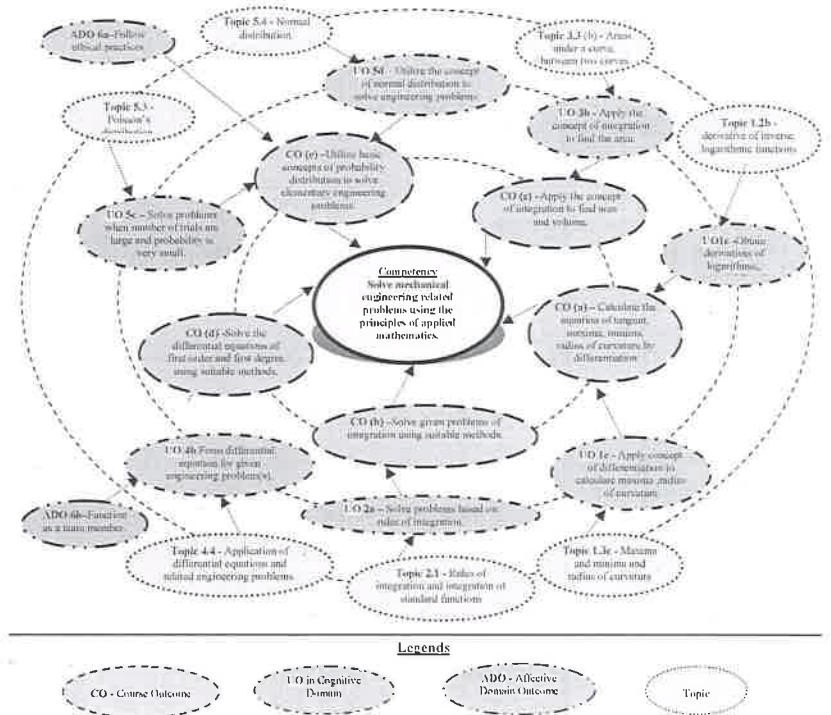 Topic 5.4 - Normal
distribution
ADO 6a–Follow
ethical practices
Topic 3.3 (b) - Areas
under a curve,
between two curves
UO 5d - Utilize the concept
of normal distribution to
solve engineering problems.
Topic 5.3 -
Poisson's
distribution
UO 3b - Apply the
concept of integration
to find the area.
Topic 1.2b -
derivative of inverse,
logarithmic functions
CO (e) –Utilize basic
concepts of probability
distribution to solve
elementary engineering
problems.
CO (c) - Apply the concept
of integration to find area
and volume.
UO 5c – Solve problems
when number of trials are
large and probability is
very small.
UO1c -Obtain
derivatives of
logarithmic,
Competency
Solve mechanical
engineering related
problems using the
principles of applied
mathematics.
CO (a) – Calculate the
equation of tangent,
maxima, minima,
radius of curvature by
differentiation
CO (d) -Solve the
differential equations of
first order and first degree
using suitable methods.
CO (b) –Solve given problems of
integration using suitable methods.
UO 4b Form differential
equation for given
engineering problem(s).
UO 1e - Apply concept
of differentiation to
calculate maxima ,radius
of curvature
UO 2a – Solve problems based on
rules of integration.
ADO 6b–Function
as a team member.
Topic 4.4 - Application of
differential equations and
related engineering problems
Topic 2.1 - Rules of
integration and integration of
standard functions
Topic 1.3c - Maxima
and minima and
radius of curvature
Legends
CO - Course Outcome
UO in Cognitive
Domain
ADO - Affective
Domain Outcome
Topic